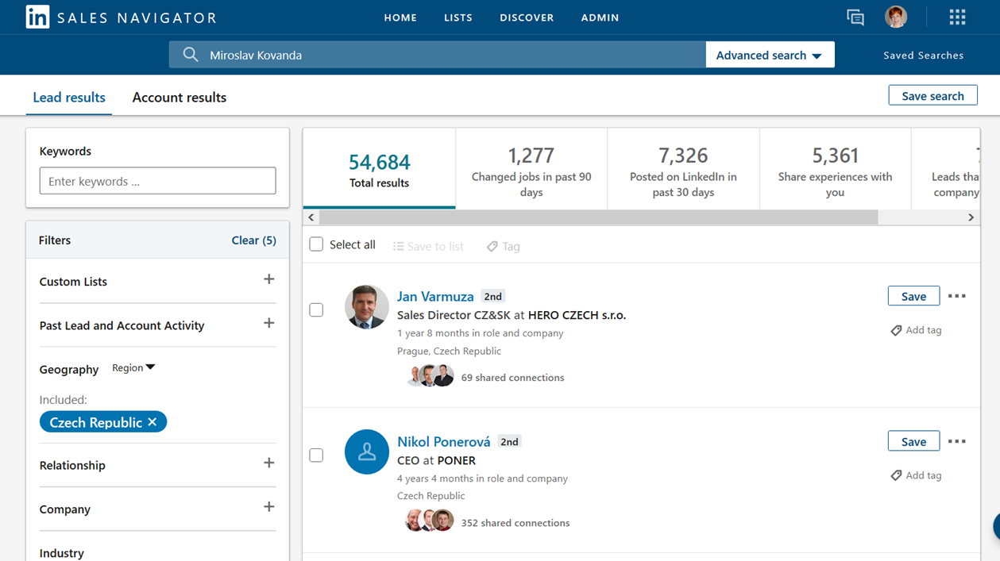 in SALES NAVIGATOR
HOME LISTS DISCOVER ADMIN
Miroslav Kovanda
Advanced search
Saved Searches
Lead results
Account results
Save search
Keywords
Enter keywords ...
Filters
Clear (5)
Custom Lists
Past Lead and Account Activity
Geography
Region
Included:
Czech Republic
Relationship
Company
Industry
54,684
Total results
1,277
Changed jobs in past 90
days
7,326
Posted on LinkedIn in
past 30 days
5,361
Share experiences with
you
Leads
company
Select all
Save to list
Tag
Jan Varmuza 2nd
Sales Director CZ&SK at HERO CZECH s.r.o.
1 year 8 months in role and company
Prague, Czech Republic
69 shared connections
Save
Add tag
Nikol Ponerová 2nd
CEO at PONER
4 years 4 months in role and company
Czech Republic
352 shared connections
Save
Add tag